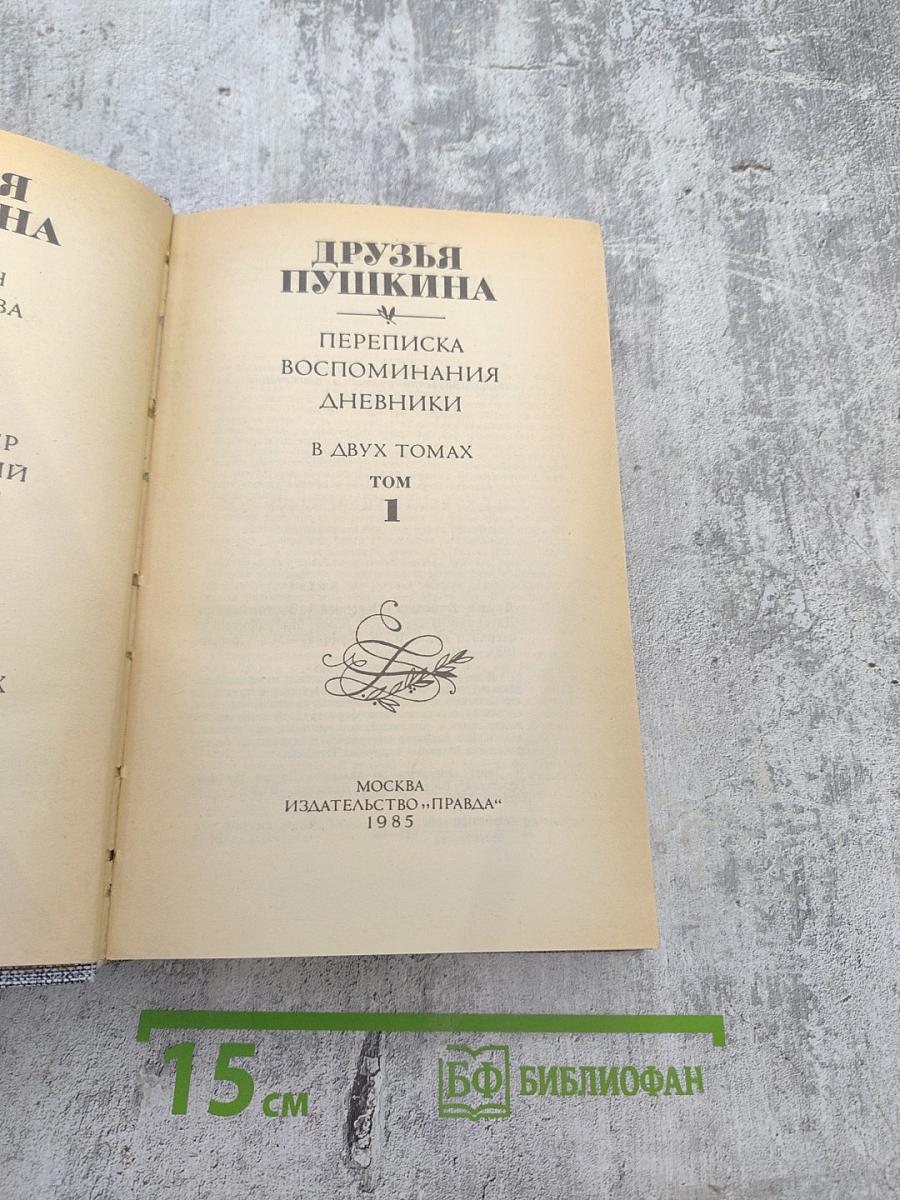 ДРУЗЬЯ
ПУШКИНА
ПЕРЕПИСКА
ВОСПОМИНАНИЯ
ДНЕВНИКИ
В ДВУХ ТОМАХ
ТОМ
1
МОСКВА
ИЗДАТЕЛЬСТВО „ПРАВДА“
1985
15 см
БФ БИБЛИОФАН